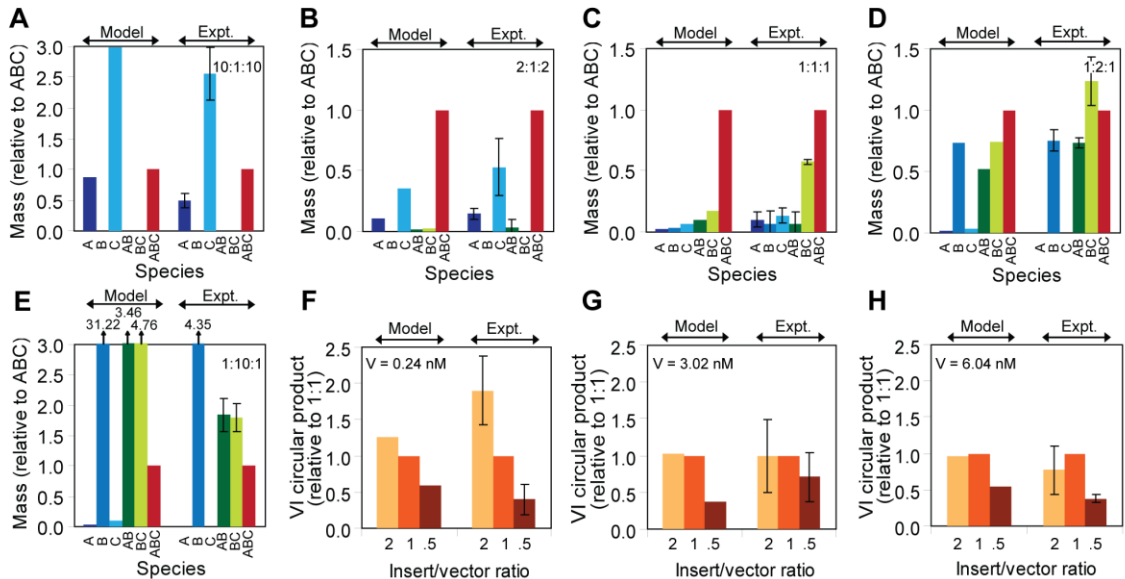 A
Model Expt.
10:1:10
Mass (relative to ABC)
3.0
2.5
2.0
1.5
1.0
0.5
0.0
A B C AB BC ABC A B C AB BC ABC
Species
B
Model Expt.
2:1:2
Mass (relative to ABC)
1.5
1.0
0.5
0.0
A B C AB BC ABC A B C AB BC ABC
Species
C
Model Expt.
1:1:1
Mass (relative to ABC)
1.5
1.0
0.5
0.0
A B C AB BC ABC A B C AB BC ABC
Species
D
Model Expt.
1:2:1
Mass (relative to ABC)
1.5
1.0
0.5
0.0
A B C AB BC ABC A B C AB BC ABC
Species
E
Model Expt.
31.22 3.46 4.76 4.35
1:10:1
Mass (relative to ABC)
3.0
2.5
2.0
1.5
1.0
0.5
0.0
A B C AB BC ABC A B C AB BC ABC
Species
F
Model Expt.
V = 0.24 nM
VI circular product
(relative to 1:1)
2.5
2.0
1.5
1.0
0.5
0.0
2 1 .5 2 1 .5
Insert/vector ratio
G
Model Expt.
V = 3.02 nM
VI circular product
(relative to 1:1)
2.5
2.0
1.5
1.0
0.5
0.0
2 1 .5 2 1 .5
Insert/vector ratio
H
Model Expt.
V = 6.04 nM
VI circular product
(relative to 1:1)
2.5
2.0
1.5
1.0
0.5
0.0
2 1 .5 2 1 .5
Insert/vector ratio